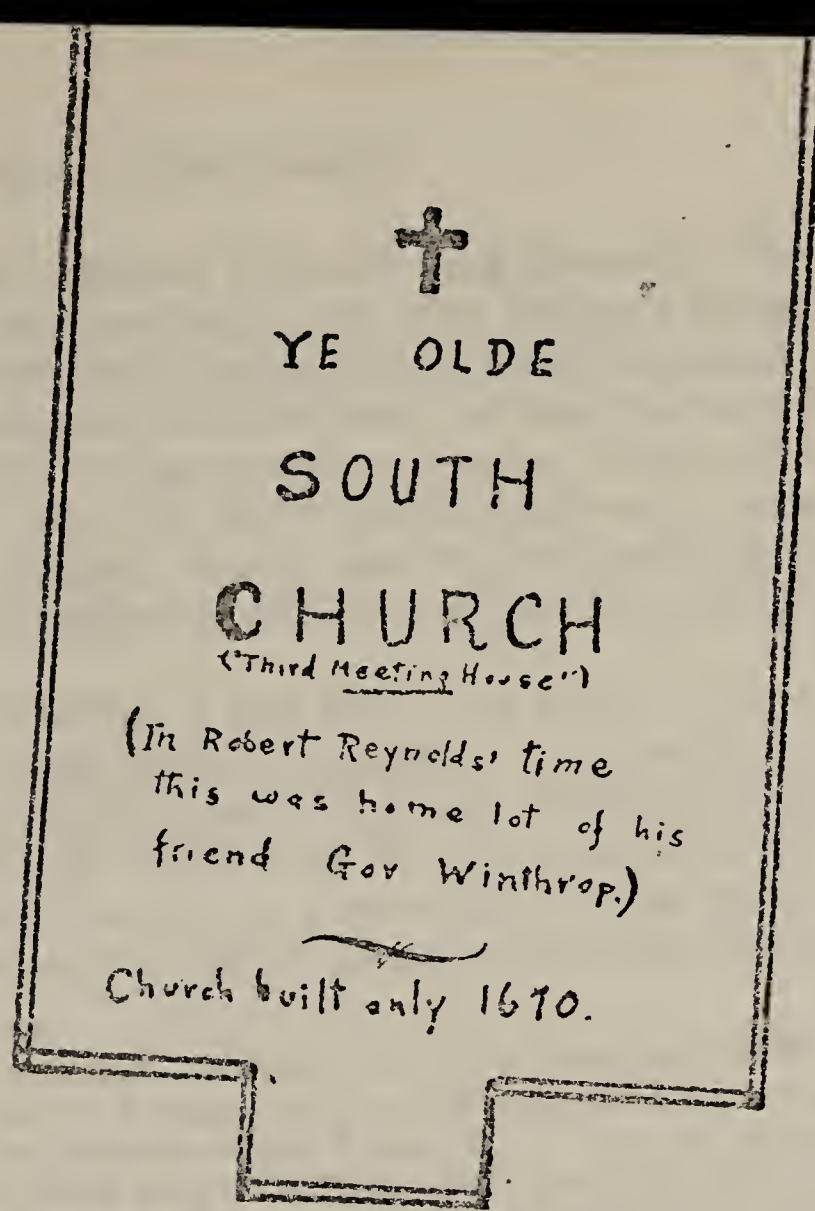 YE OLDE
SOUTH
CHURCH
("Third Meeting House")
(In Robert Reynolds' time
this was home lot of his
friend Gov Winthrop.)
Church built only 1670.